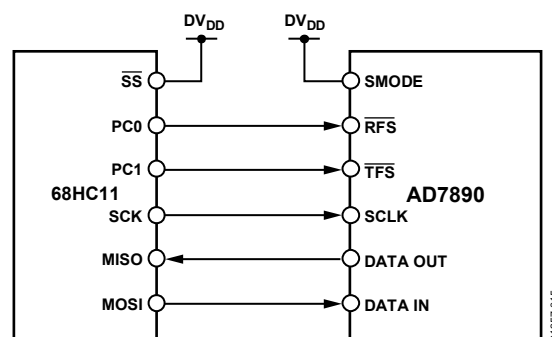 DVDD DVDD
SS SMODE
PC0 RFS
PC1 TFS
68HC11 AD7890
SCK SCLK
MISO DATA OUT
MOSI DATA IN